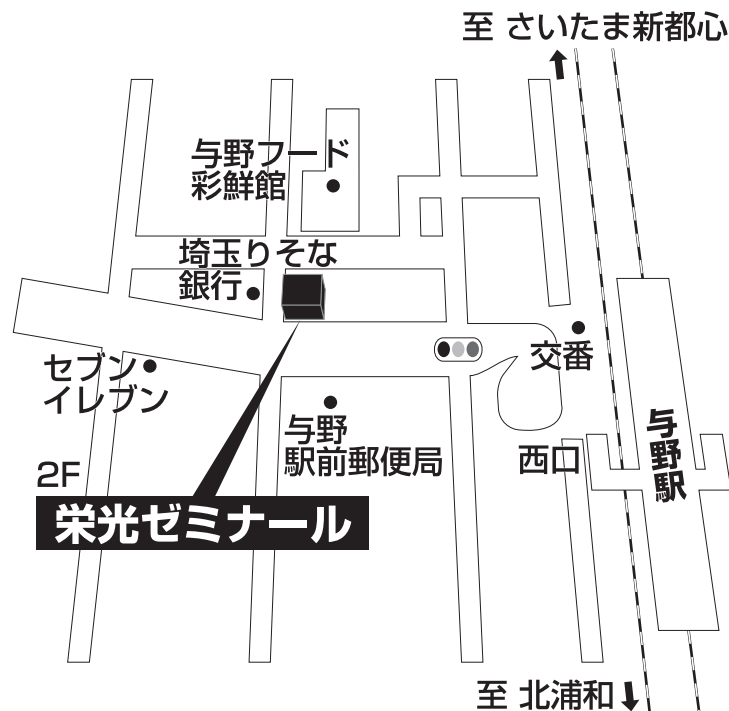 至 さいたま新都心
与野フード
彩鮮館
埼玉りそな
銀行
交番
セブン
イレブン
与野
駅前郵便局
西口
与野駅
2F
栄光ゼミナール
至 北浦和